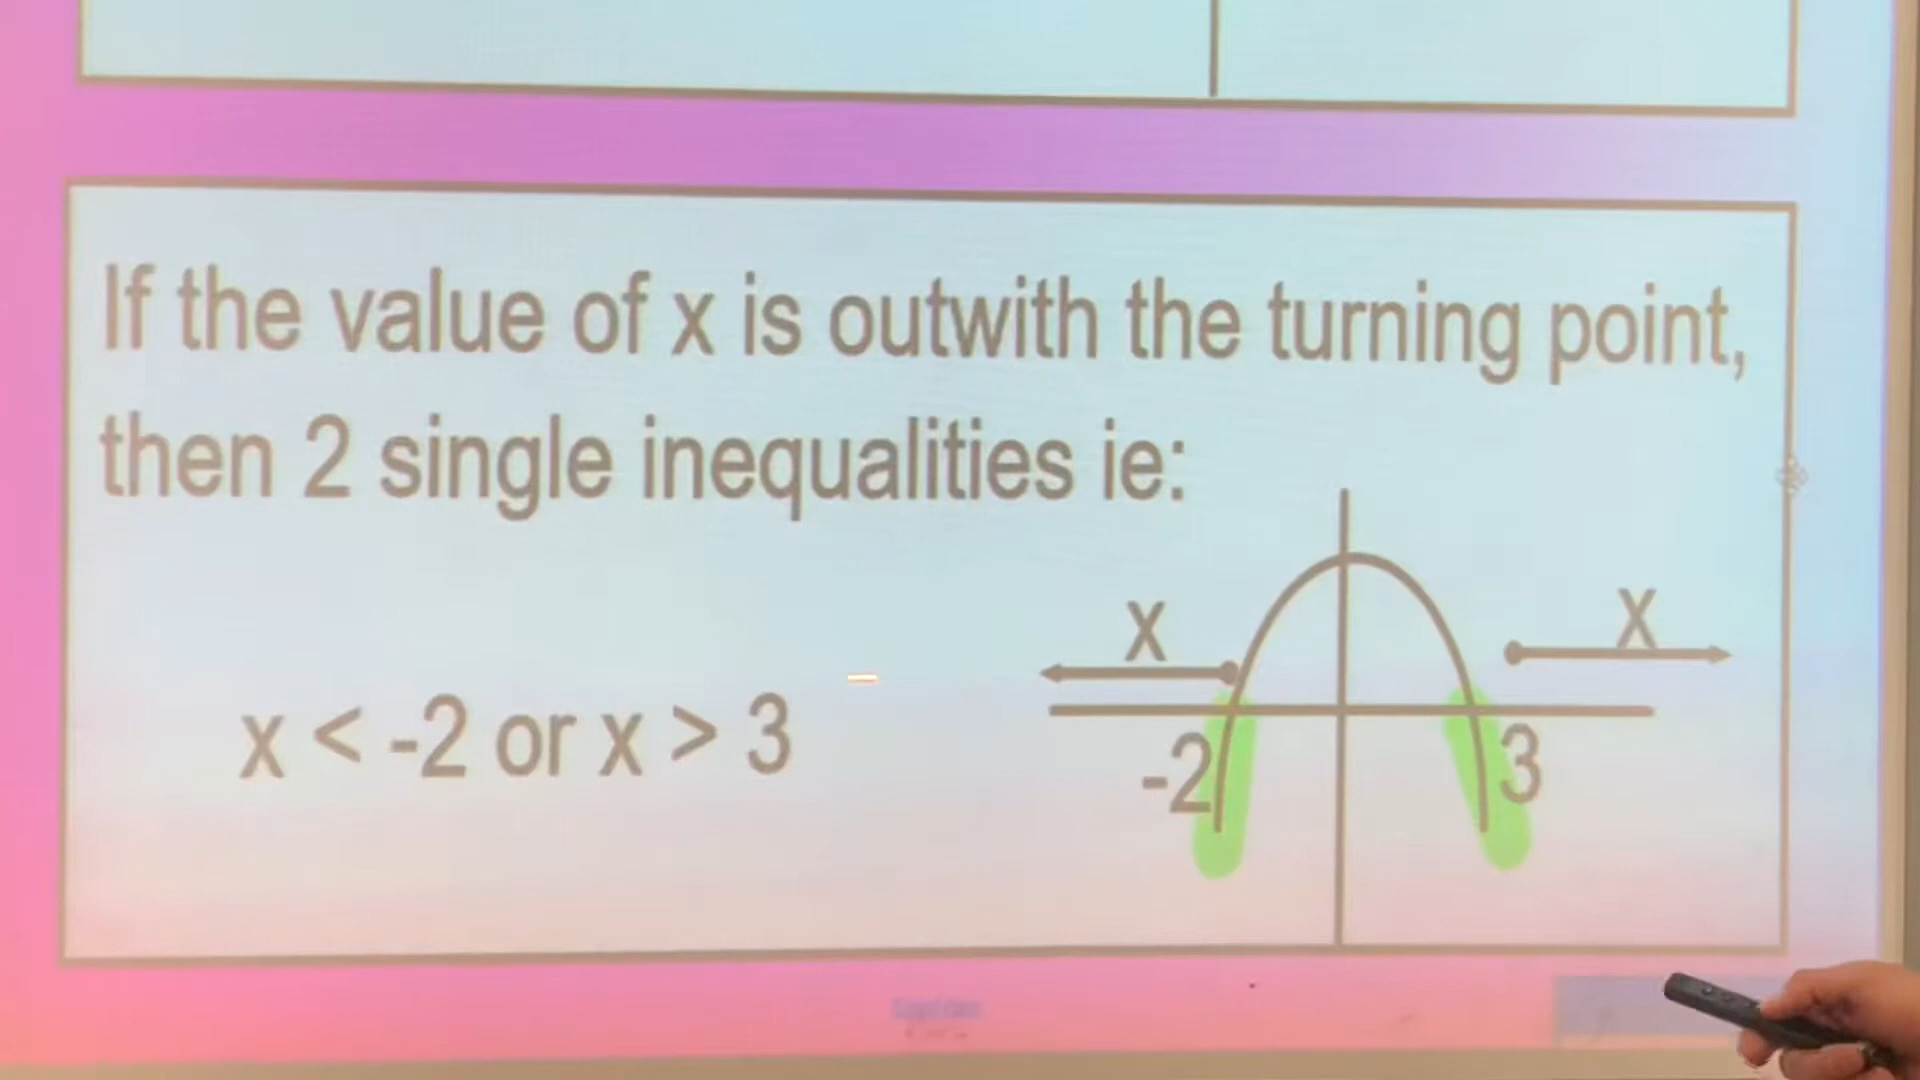 If the value of x is outwith the turning point,
then 2 single inequalities ie:
x < -2 or x > 3
x
x
-2
3